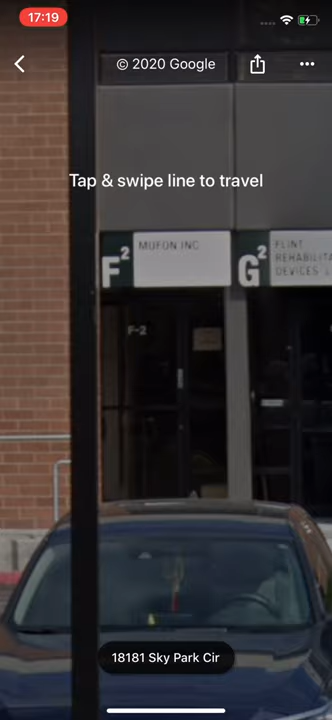 17:19
© 2020 Google
Tap & swipe line to travel
F² MUFON INC
G² FLINT
REHABILITA
DEVICES
F-2
18181 Sky Park Cir